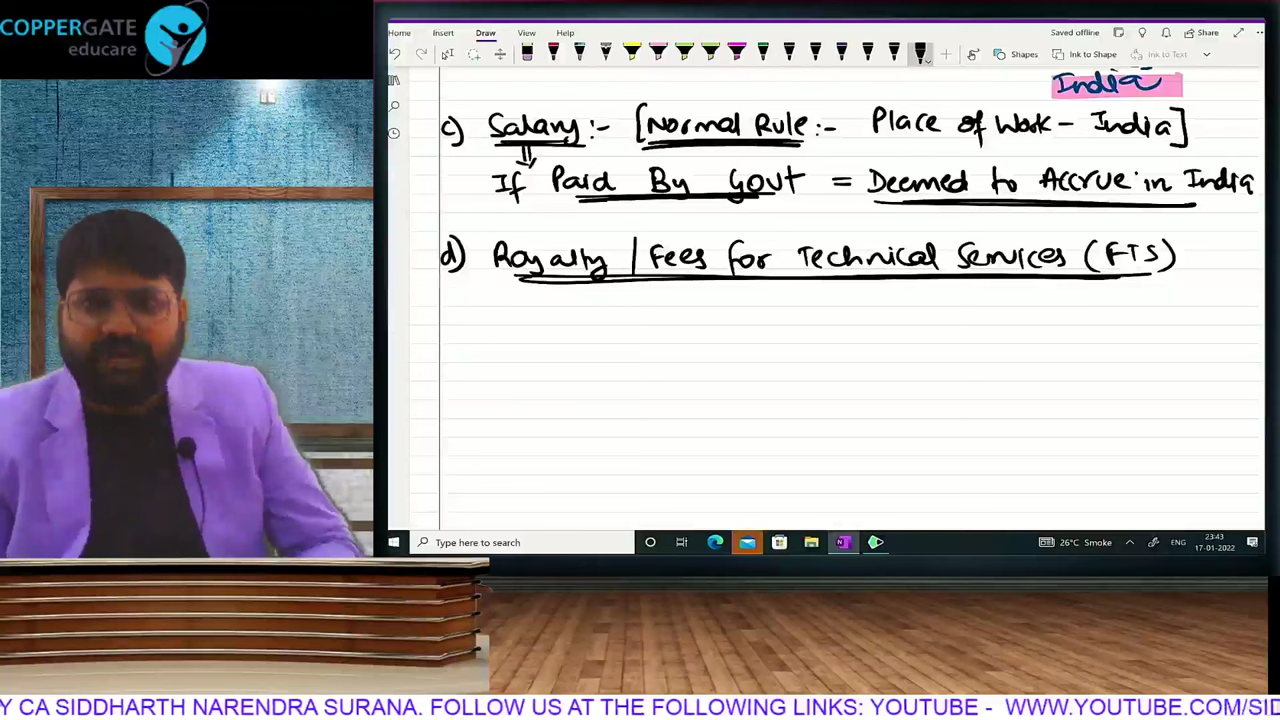 COPPERGATE
educare
Home Insert Draw View Help
Saved offline Share
Shapes Ink to Shape Ink to Text
India
c) Salary :- [Normal Rule :- Place of Work - India]
If Paid By Govt = Deemed to Accrue in India
d) Royalty / Fees for Technical Services (FTS)
Type here to search
26°C Smoke ENG 23:43
17-01-2022
Y CA SIDDHARTH NARENDRA SURANA. FOLLOW US AT THE FOLLOWING LINKS: YOUTUBE - WWW.YOUTUBE.COM/SID